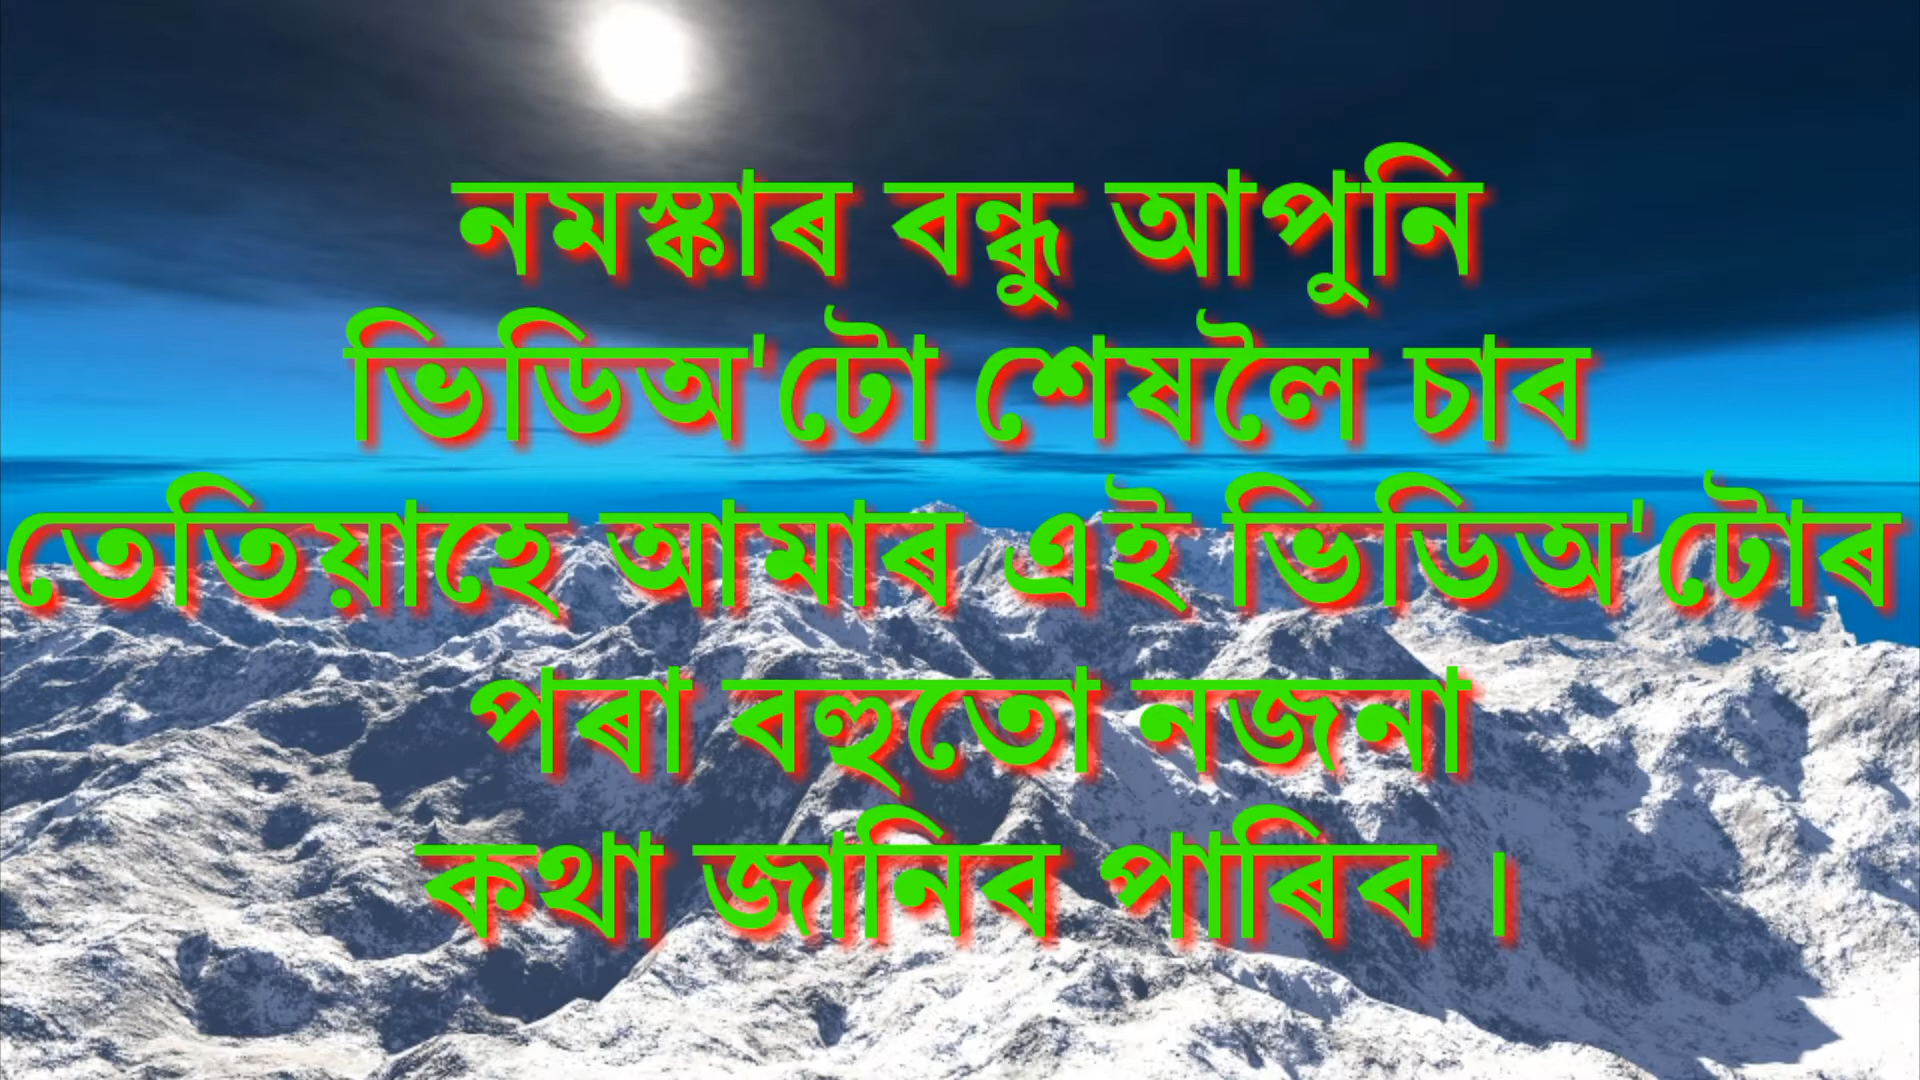 নমস্কাৰ বন্ধু আপুনি
ভিডিঅ'টো শেষলৈ চাব
তেতিয়াহে আমাৰ এই ভিডিঅ'টোৰ
পৰা বহুতো নজনা
কথা জানিব পাৰিব ।